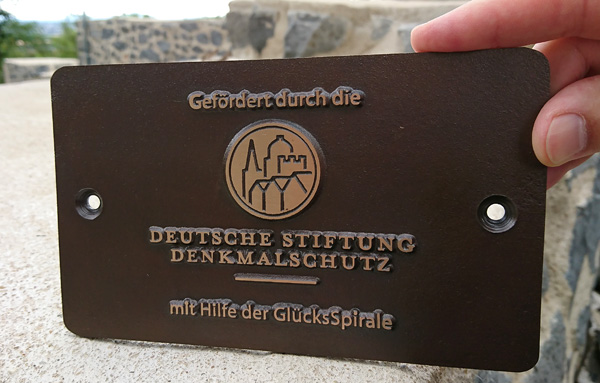 Gefördert durch die
DEUTSCHE STIFTUNG
DENKMALSCHUTZ
mit Hilfe der GlücksSpirale